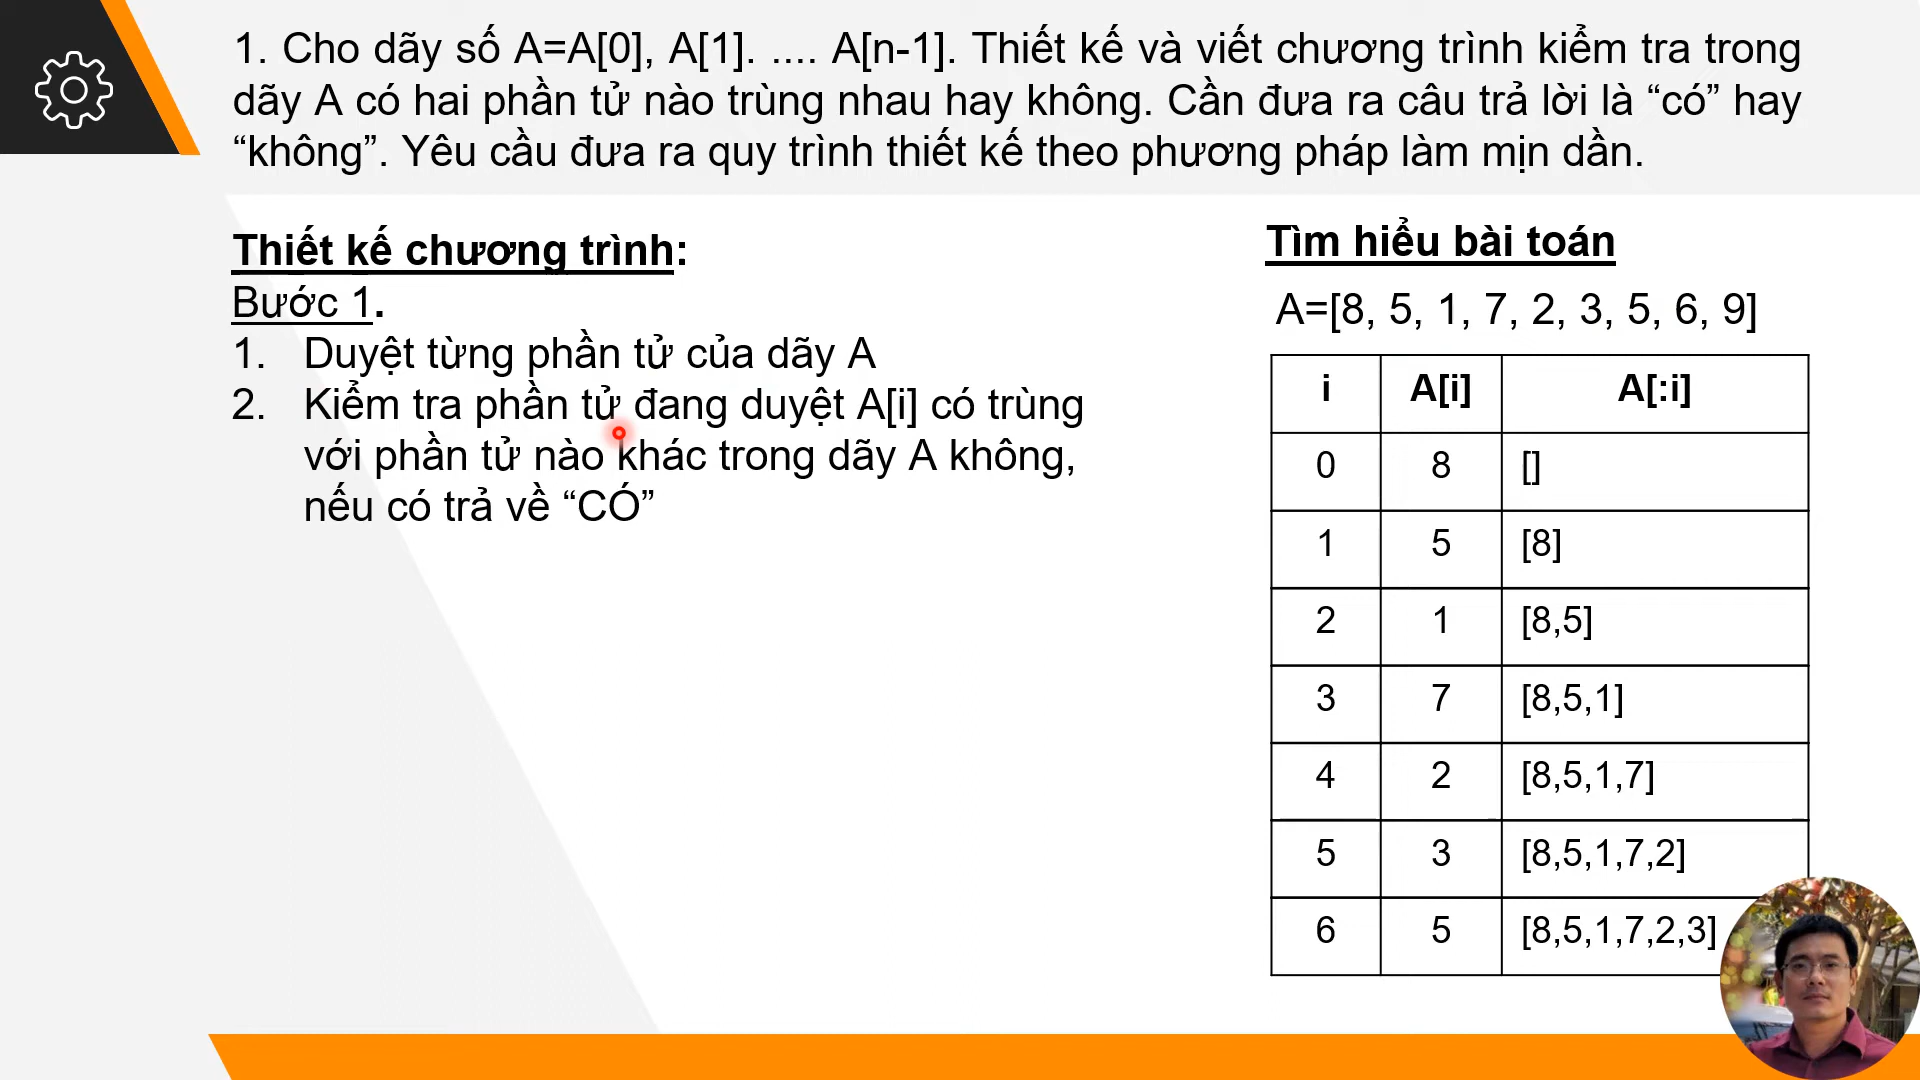 1. Cho dãy số A=A[0], A[1]. .... A[n-1]. Thiết kế và viết chương trình kiểm tra trong
dãy A có hai phần tử nào trùng nhau hay không. Cần đưa ra câu trả lời là “có” hay
“không”. Yêu cầu đưa ra quy trình thiết kế theo phương pháp làm mịn dần.
Thiết kế chương trình:
Bước 1.
1. Duyệt từng phần tử của dãy A
2. Kiểm tra phần tử đang duyệt A[i] có trùng
với phần tử nào khác trong dãy A không,
nếu có trả về “CÓ”
Tìm hiểu bài toán
A=[8, 5, 1, 7, 2, 3, 5, 6, 9]
i A[i] A[:i]
0 8 []
1 5 [8]
2 1 [8,5]
3 7 [8,5,1]
4 2 [8,5,1,7]
5 3 [8,5,1,7,2]
6 5 [8,5,1,7,2,3]